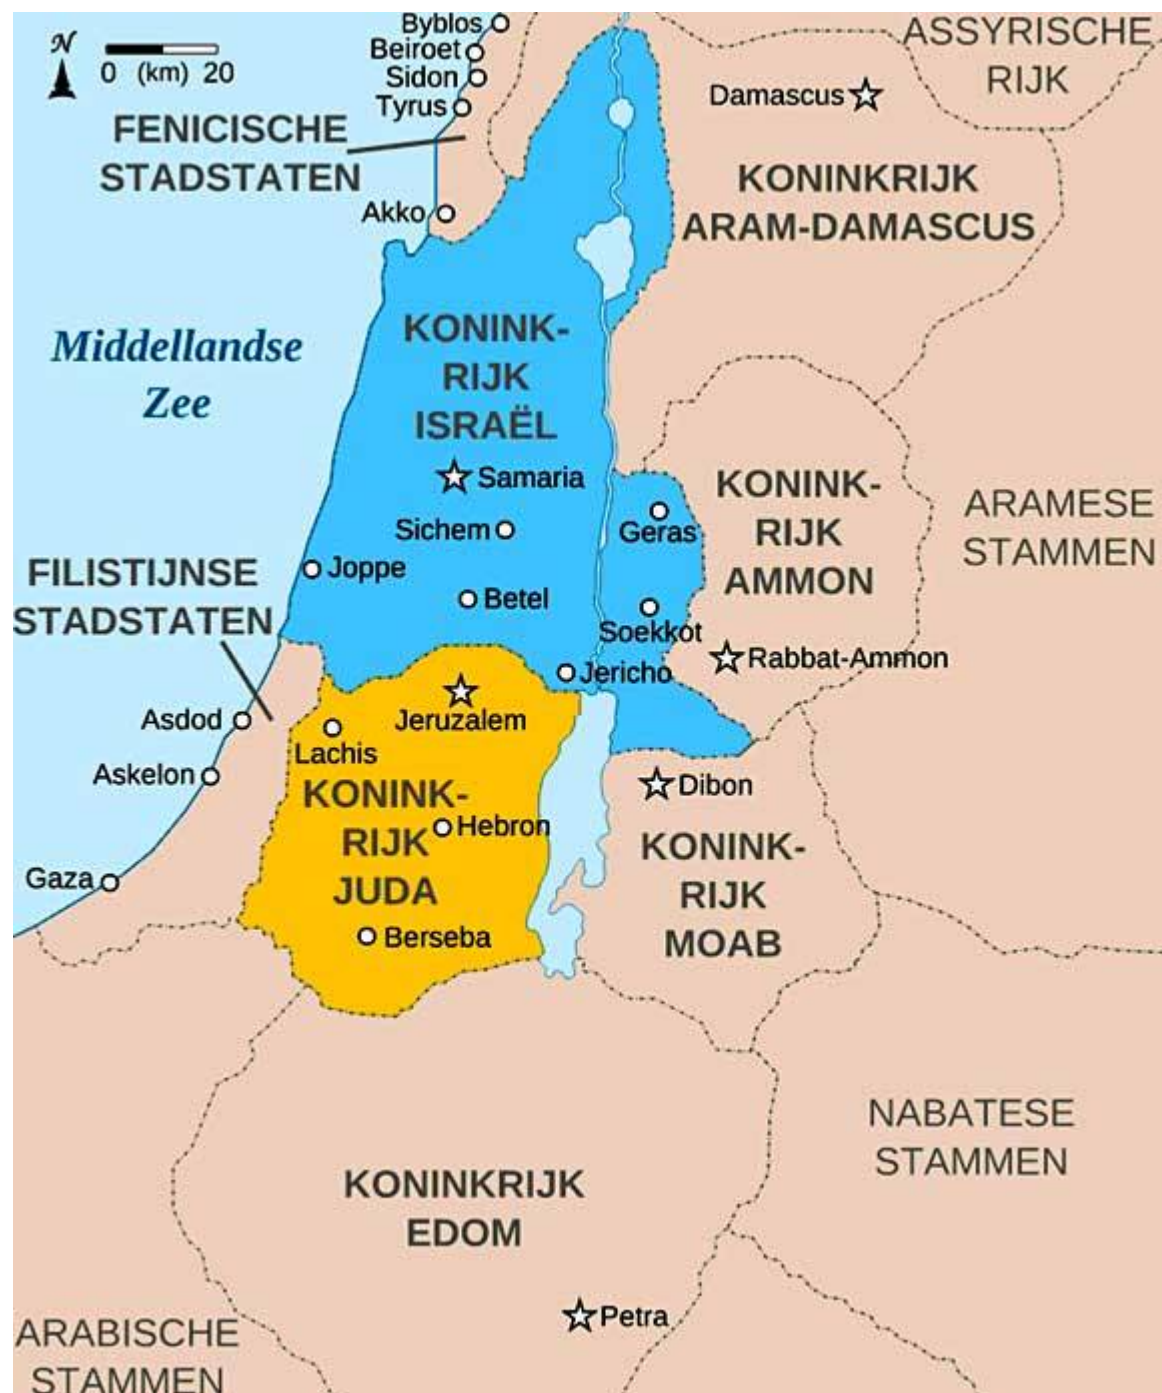 N
0 (km) 20
Byblos
Beiroet
Sidon
Tyrus
FENICISCHE
STADSTATEN
Akko
ASSYRISCHE
RIJK
Damascus
KONINKRIJK
ARAM-DAMASCUS
Middellandse
Zee
KONINK-
RIJK
ISRAËL
Samaria
Sichem
Joppe
Betel
Geras
Soekkot
Jericho
KONINK-
RIJK
AMMON
Rabbat-Ammon
ARAMESE
STAMMEN
FILISTIJNSE
STADSTATEN
Asdod
Askelon
Gaza
Jeruzalem
Lachis
KONINK-
RIJK
JUDA
Hebron
Berseba
Dibon
KONINK-
RIJK
MOAB
NABATESE
STAMMEN
KONINKRIJK
EDOM
Petra
ARABISCHE
STAMMEN